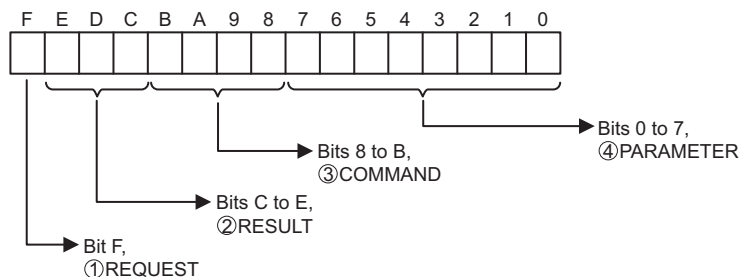 F E D C B A 9 8 7 6 5 4 3 2 1 0
Bits 0 to 7,
④PARAMETER
Bits 8 to B,
③COMMAND
Bits C to E,
②RESULT
Bit F,
①REQUEST